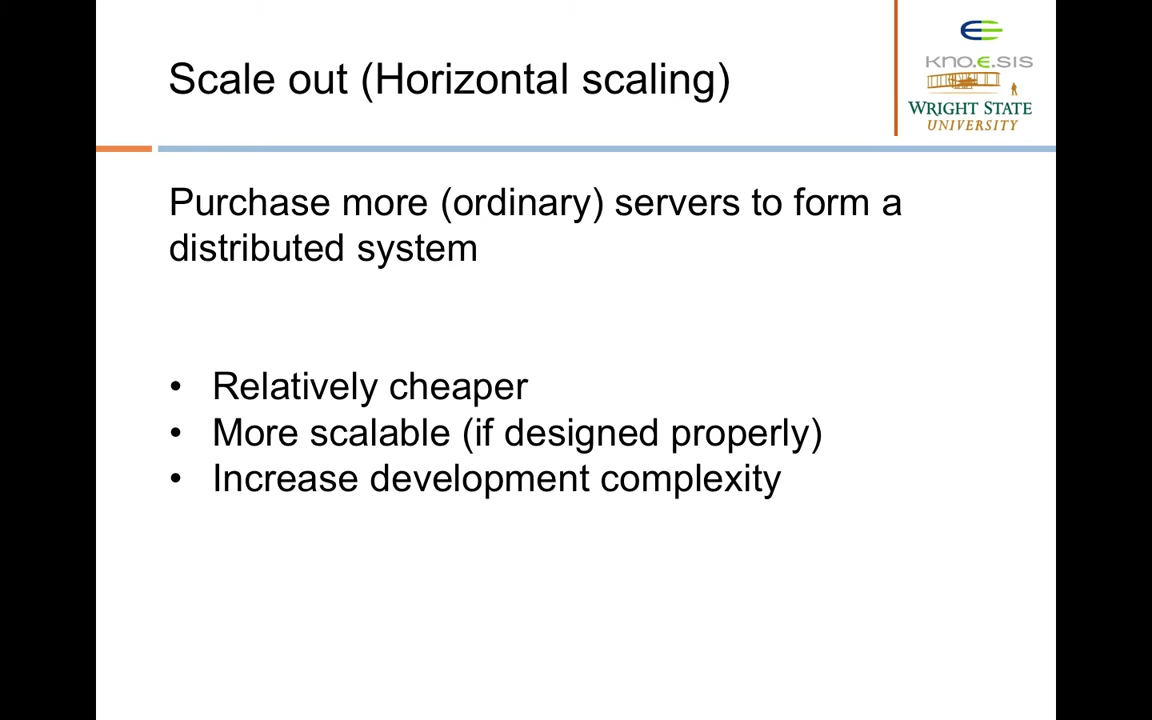 Scale out (Horizontal scaling)
kno.e.sis
WRIGHT STATE
UNIVERSITY
Purchase more (ordinary) servers to form a
distributed system
• Relatively cheaper
• More scalable (if designed properly)
• Increase development complexity